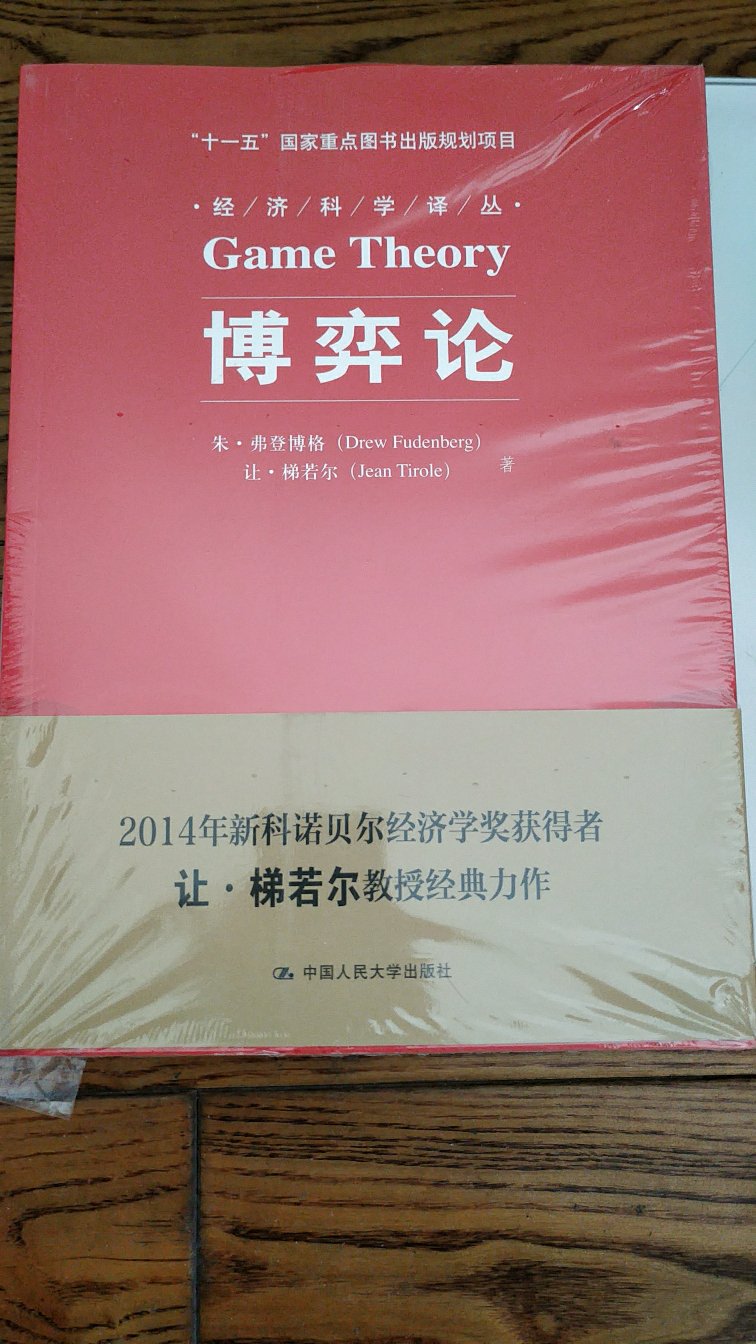 “十一五”国家重点图书出版规划项目
·经/济/科/学/译/丛·
Game Theory
博弈论
朱·弗登博格（Drew Fudenberg）
让·梯若尔（Jean Tirole）
著
2014年新科诺贝尔经济学奖获得者
让·梯若尔教授经典力作
中国人民大学出版社